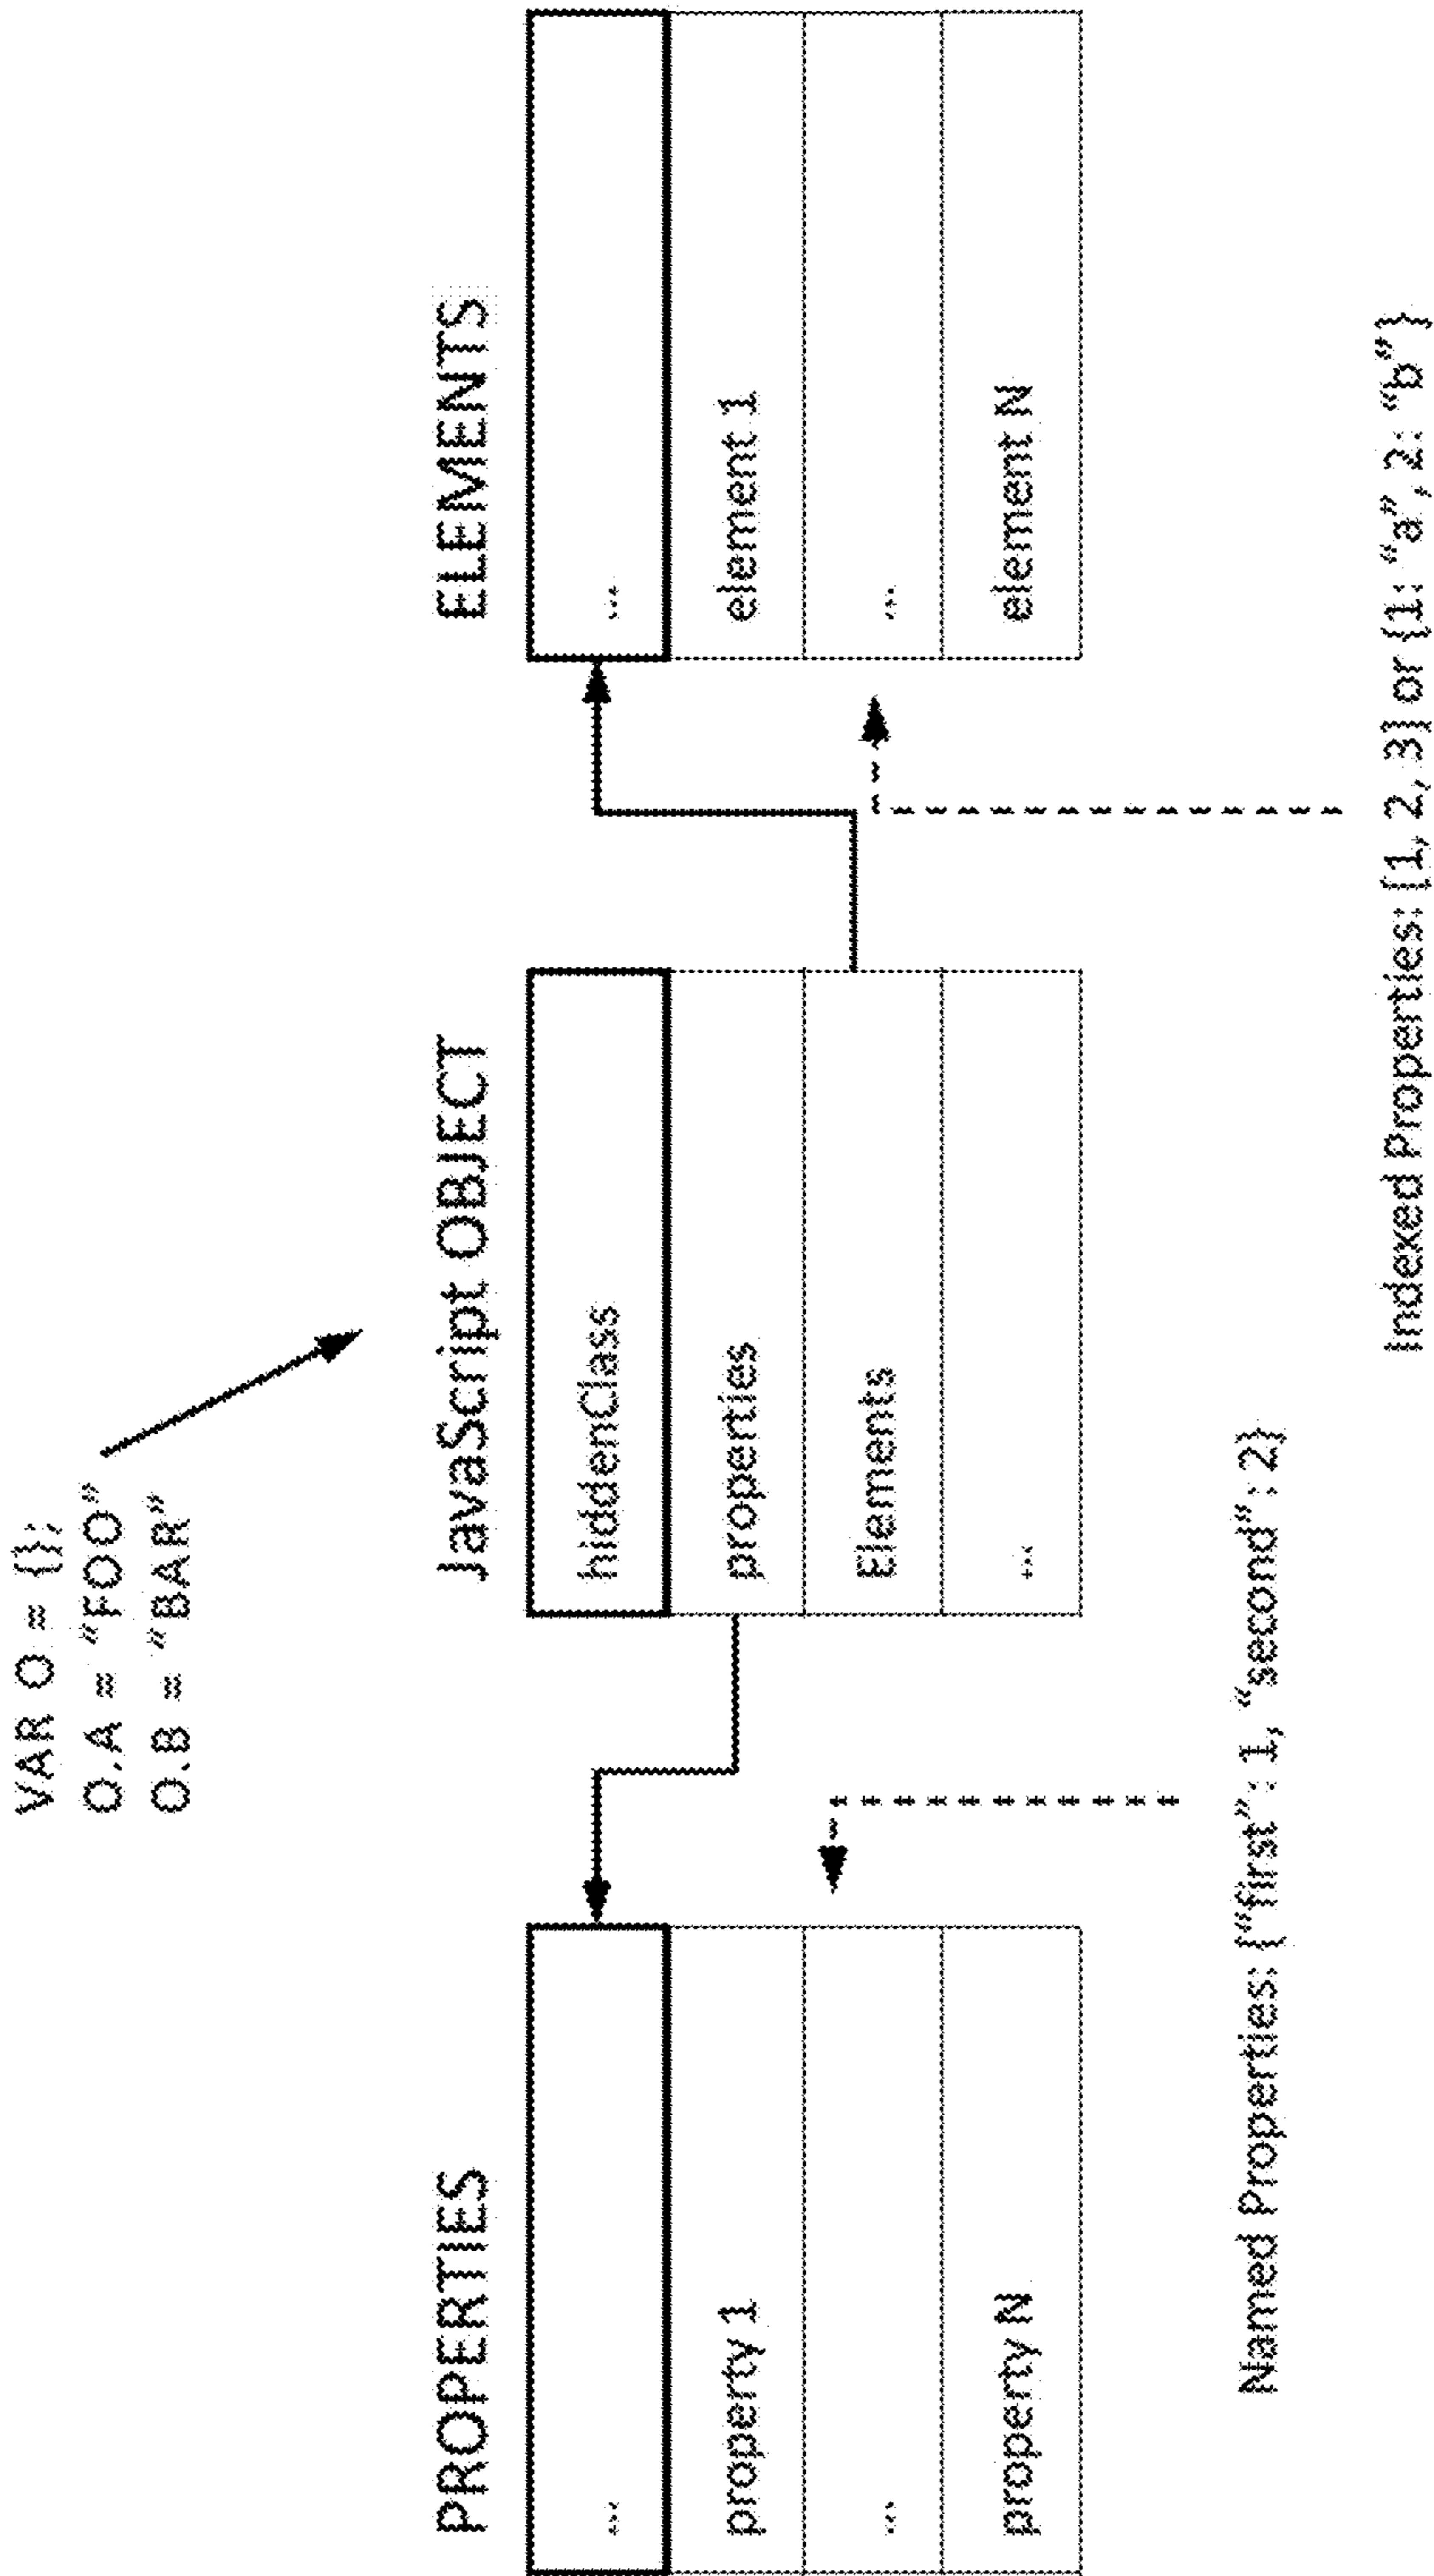 VAR O = {};
O.A = "FOO"
O.B = "BAR"
PROPERTIES
...
property 1
...
property N
JavaScript OBJECT
hiddenClass
properties
Elements
...
ELEMENTS
...
element 1
...
element N
Named Properties: {"first": 1, "second": 2}
Indexed Properties: [1, 2, 3] or {1: "a", 2: "b"}